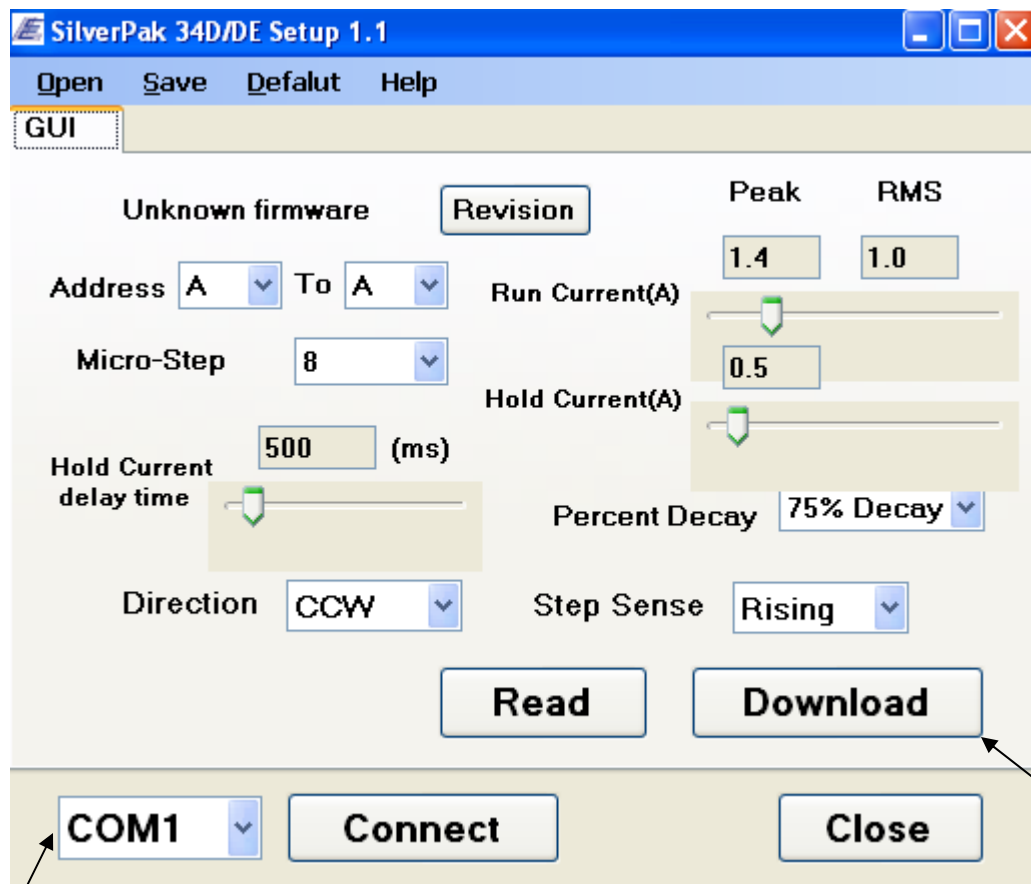 SilverPak 34D/DE Setup 1.1
Open Save Defalut Help
GUI
Unknown firmware Revision
Peak RMS
Address A To A
Run Current(A) 1.4 1.0
Micro-Step 8
Hold Current(A) 0.5
Hold Current delay time 500 (ms)
Percent Decay 75% Decay
Direction CCW
Step Sense Rising
Read Download
COM1 Connect Close